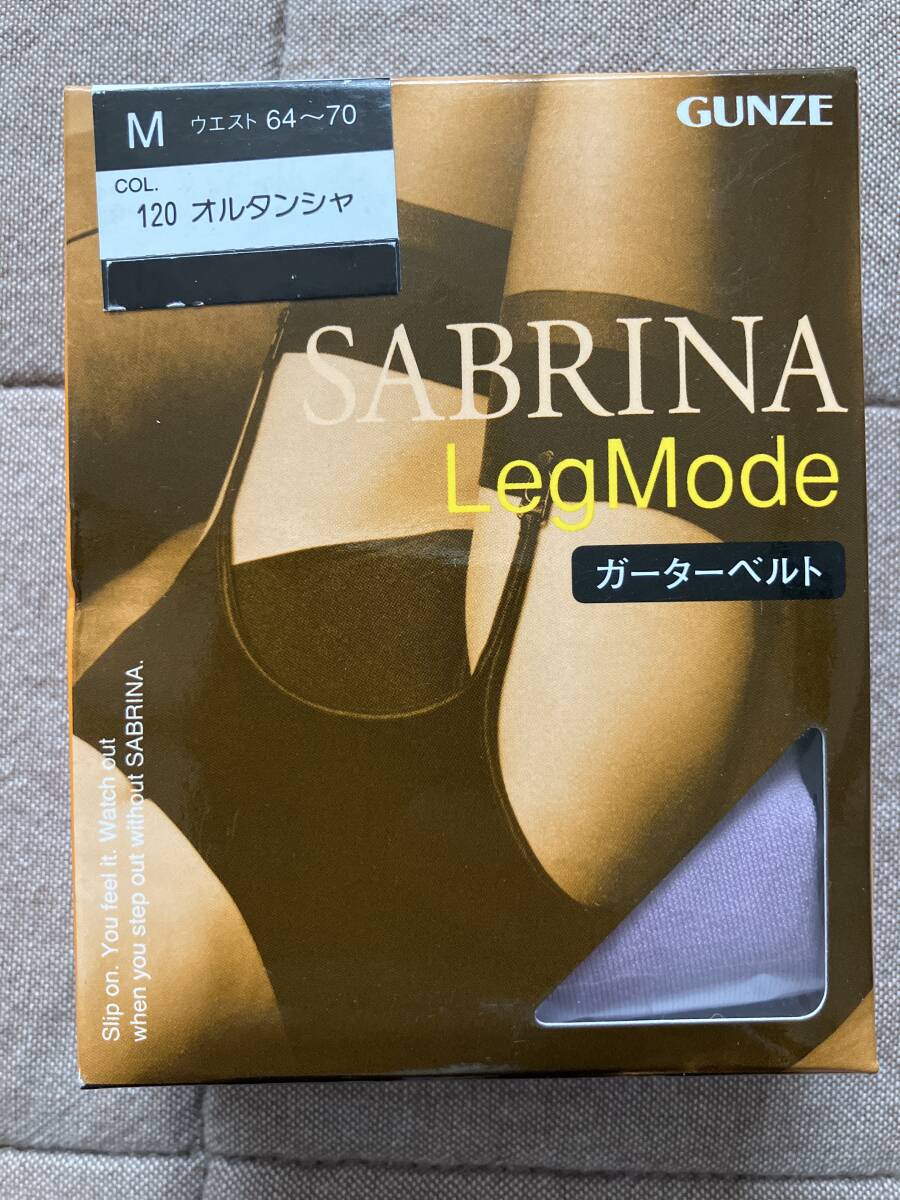 M ウエスト 64〜70
COL.
120 オルタンシャ
GUNZE
SABRINA
LegMode
ガーターベルト
Slip on. You feel it. Watch out
when you step out without SABRINA.